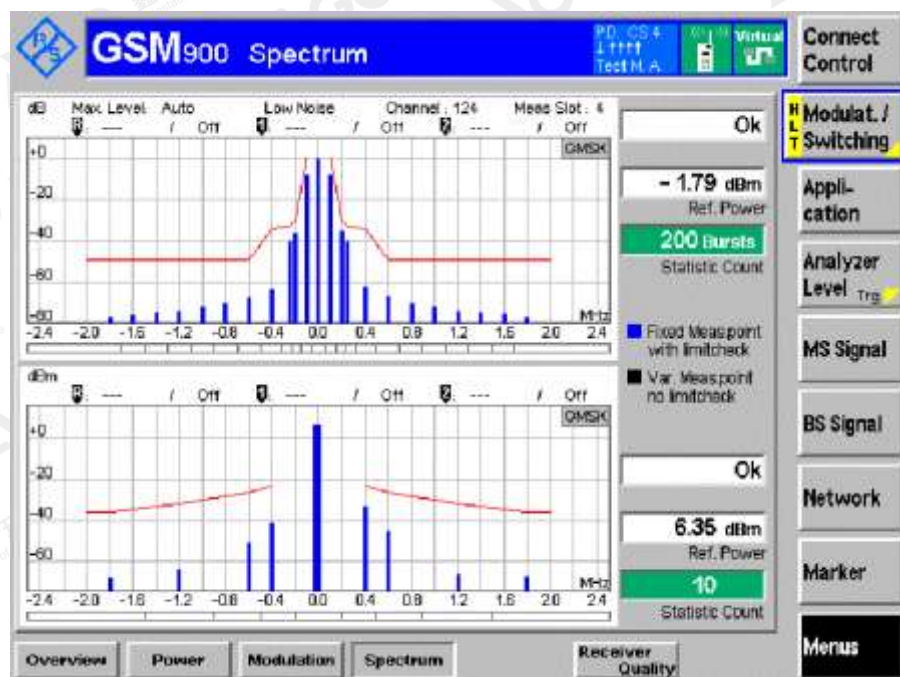 R&S
GSM900 Spectrum
PD: CS4
Test M. A
Virtual
Connect
Control
dB Max. Level: Auto Low Noise Channel : 124 Meas Slot : 4
--- / Off --- / Off --- / Off
GMSK
+0
-20
-40
-60
-80
MHz
-2.4 -2.0 -1.6 -1.2 -0.8 -0.4 0.0 0.4 0.8 1.2 1.6 2.0 2.4
Ok
- 1.79 dBm
Ref. Power
200 Bursts
Statistic Count
Fixed Meas.point
with limitcheck
Var. Meas.point
no limitcheck
dBm
--- / Off --- / Off --- / Off
GMSK
+0
-20
-40
-60
MHz
-2.4 -2.0 -1.6 -1.2 -0.8 -0.4 0.0 0.4 0.8 1.2 1.6 2.0 2.4
Ok
6.35 dBm
Ref. Power
10
Statistic Count
HLT
Modulat. /
Switching
Appli-
cation
Analyzer
Level Trg
MS Signal
BS Signal
Network
Marker
Menus
Overview Power Modulation Spectrum Receiver
Quality